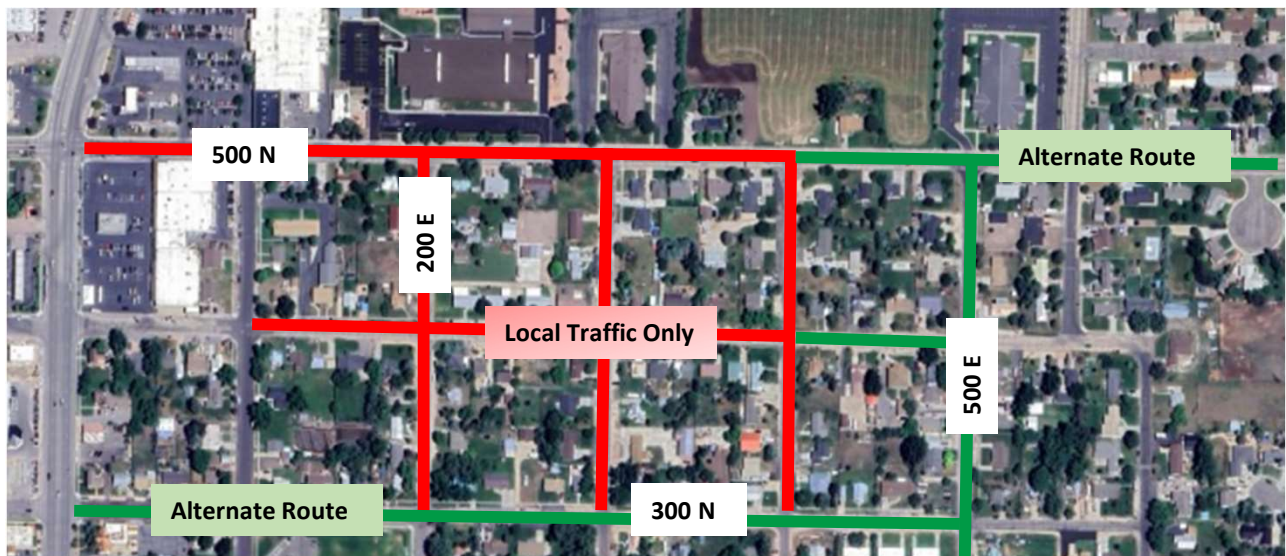 500 N
Alternate Route
200 E
Local Traffic Only
500 E
Alternate Route
300 N